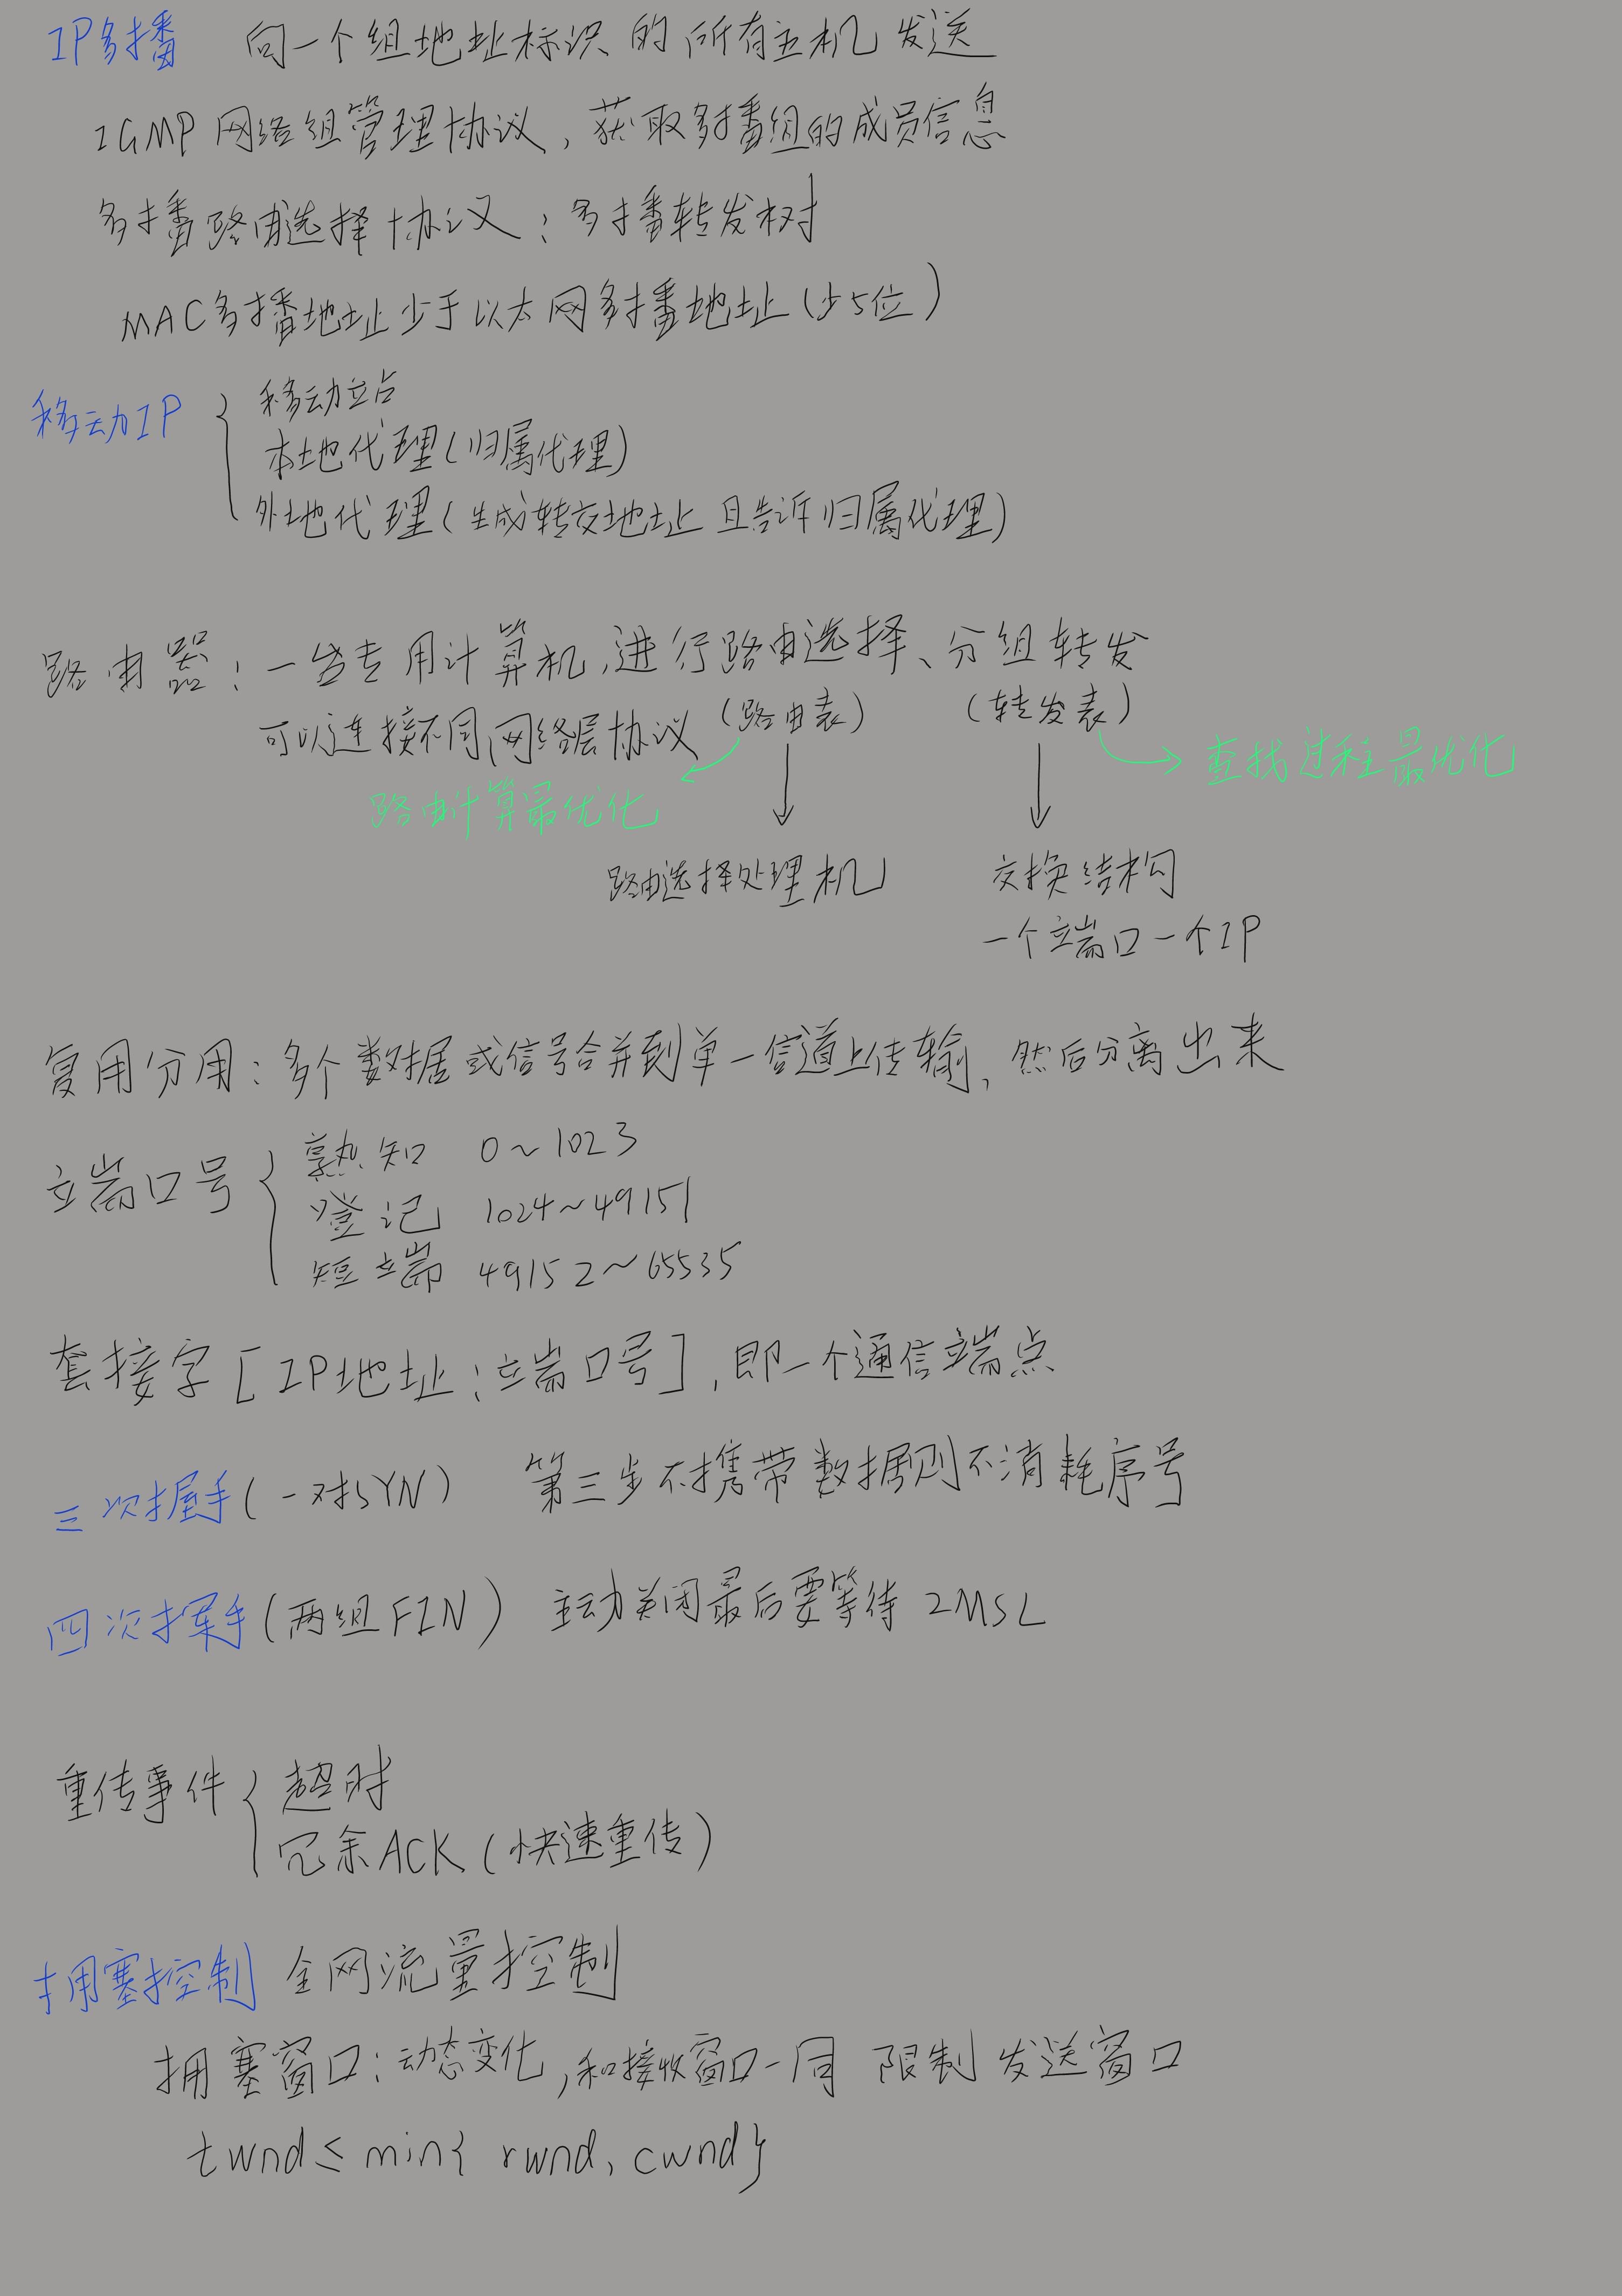 IP多播 向一个组地址标识的所有主机发送
IGMP网络组管理协议,获取多播组的成员信息
多播路由选择协议:多播转发树
MAC多播地址少于以太网多播地址(少5位)
移动IP { 移动站
本地代理(归属代理)
外地代理(生成转交地址且告诉归属代理)
路由器:一台专用计算机,进行路由选择、分组转发
可以连接不同网络层协议 (路由表) (转发表)
路由计算最优化 查找过程最优化
路由选择处理机 交换结构
一个端口一个IP
复用分用:多个数据或信号合并到单一信道上传输,然后分离出来
端口号 { 熟知 0~1023
登记 1024~49151
短端 49152~65535
套接字[IP地址:端口号],即一个通信端点
三次握手(一对SYN) 第三步不携带数据则不消耗序号
四次挥手(两组FIN) 主动关闭最后要等待2MSL
重传事件 { 超时
冗余ACK(快速重传)
拥塞控制 全网流量控制
拥塞窗口:动态变化,和接收窗口一同限制发送窗口
twnd≤min{rwnd,cwnd}